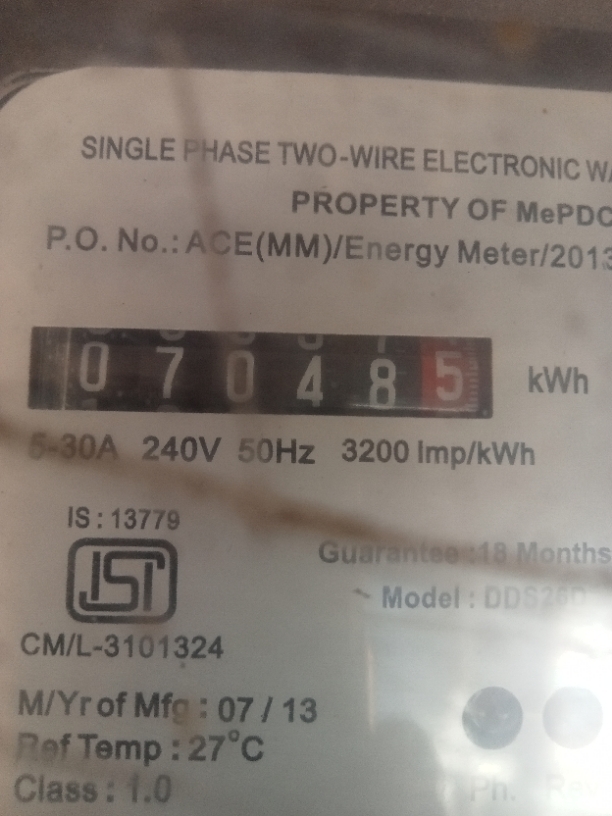 SINGLE PHASE TWO-WIRE ELECTRONIC
PROPERTY OF MePDC
P.O. No.: ACE(MM)/Energy Meter/2013
070485 kWh
5-30A 240V 50Hz 3200 Imp/kWh
IS : 13779
ISI
Guarantee :18 Months
Model :
CM/L-3101324
M/Yr of Mfg : 07 / 13
Ref Temp : 27°C
Class : 1.0
Ph. Rev